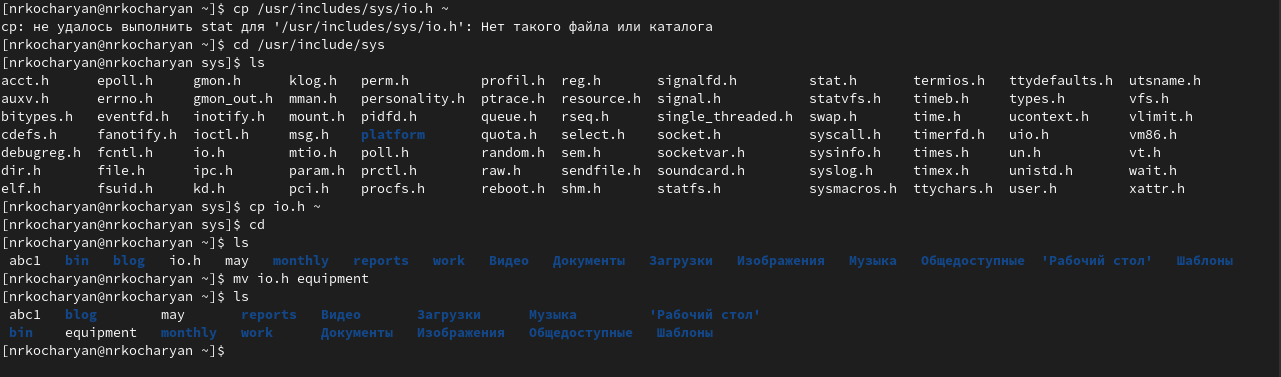 [nrkocharyan@nrkocharyan ~]$ cp /usr/includes/sys/io.h ~
cp: не удалось выполнить stat для '/usr/includes/sys/io.h': Нет такого файла или каталога
[nrkocharyan@nrkocharyan ~]$ cd /usr/include/sys
[nrkocharyan@nrkocharyan sys]$ ls
acct.h epoll.h gmon.h klog.h perm.h profil.h reg.h signalfd.h stat.h termios.h ttydefaults.h utsname.h
auxv.h errno.h gmon_out.h mman.h personality.h ptrace.h resource.h signal.h statvfs.h timeb.h types.h vfs.h
bitypes.h eventfd.h inotify.h mount.h pidfd.h queue.h rseq.h single_threaded.h swap.h time.h ucontext.h vlimit.h
cdefs.h fanotify.h ioctl.h msg.h platform quota.h select.h socket.h syscall.h timerfd.h uio.h vm86.h
debugreg.h fcntl.h io.h mtio.h poll.h random.h sem.h socketvar.h sysinfo.h times.h un.h vt.h
dir.h file.h ipc.h param.h prctl.h raw.h sendfile.h soundcard.h syslog.h timex.h unistd.h wait.h
elf.h fsuid.h kd.h pci.h procfs.h reboot.h shm.h statfs.h sysmacros.h ttychars.h user.h xattr.h
[nrkocharyan@nrkocharyan sys]$ cp io.h ~
[nrkocharyan@nrkocharyan sys]$ cd
[nrkocharyan@nrkocharyan ~]$ ls
abc1 bin blog io.h may monthly reports work Видео Документы Загрузки Изображения Музыка Общедоступные 'Рабочий стол' Шаблоны
[nrkocharyan@nrkocharyan ~]$ mv io.h equipment
[nrkocharyan@nrkocharyan ~]$ ls
abc1 blog may reports Видео Загрузки Музыка 'Рабочий стол'
bin equipment monthly work Документы Изображения Общедоступные Шаблоны
[nrkocharyan@nrkocharyan ~]$